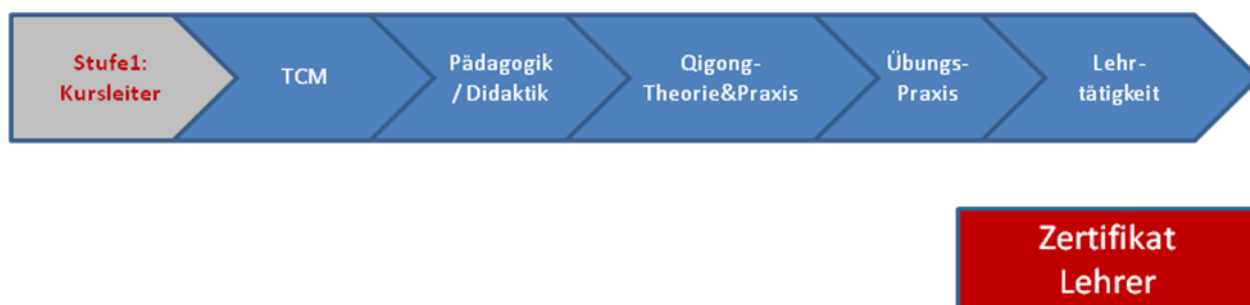 Stufe1:
Kursleiter
TCM
Pädagogik
/ Didaktik
Qigong-
Theorie&Praxis
Übungs-
Praxis
Lehr-
tätigkeit
Zertifikat
Lehrer